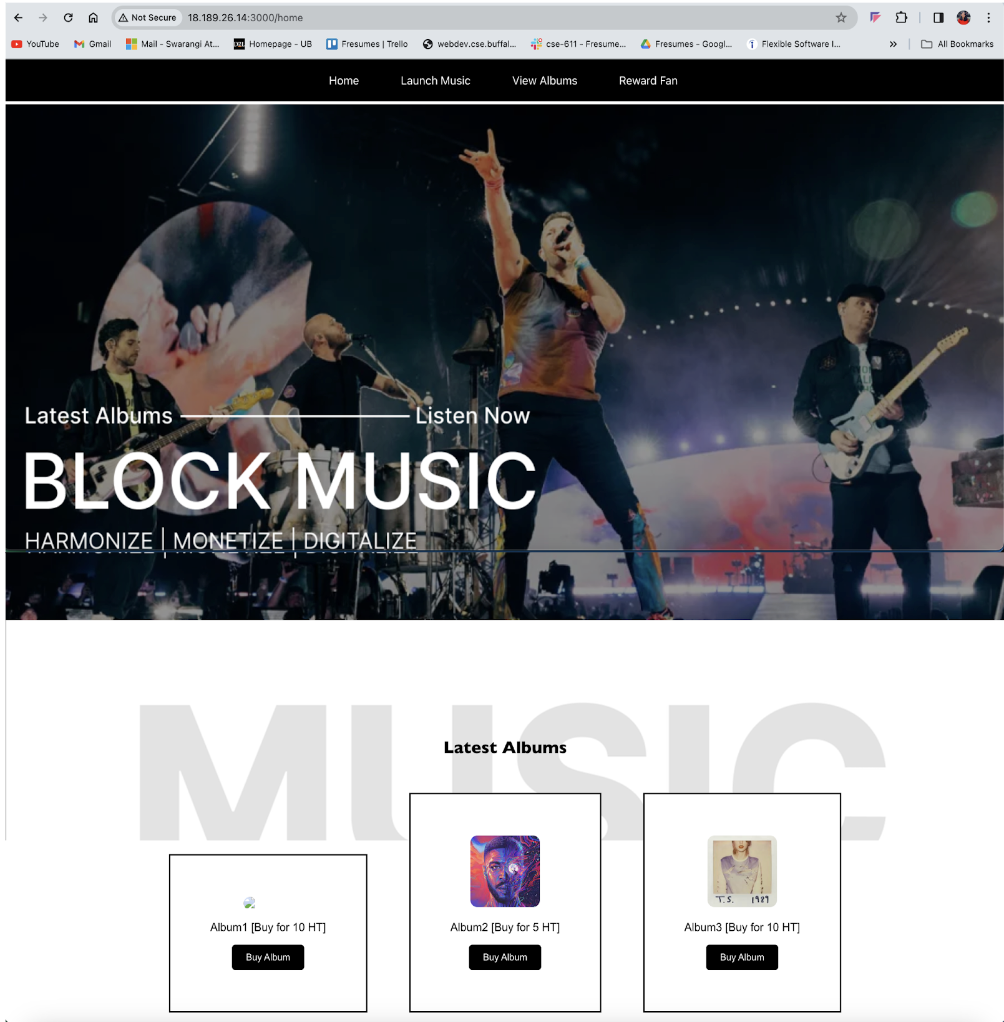 Not Secure 18.189.26.14:3000/home
YouTube Gmail Mail - Swarangi At... Homepage - UB Fresumes | Trello webdev.cse.buffal... cse-611 - Fresume... Fresumes - Googl... Flexible Software I... » All Bookmarks
Home Launch Music View Albums Reward Fan
Latest Albums Listen Now
BLOCK MUSIC
HARMONIZE | MONETIZE | DIGITALIZE
MUSIC
Latest Albums
T.S. 1989
Album1 [Buy for 10 HT] Album2 [Buy for 5 HT] Album3 [Buy for 10 HT]
Buy Album Buy Album Buy Album